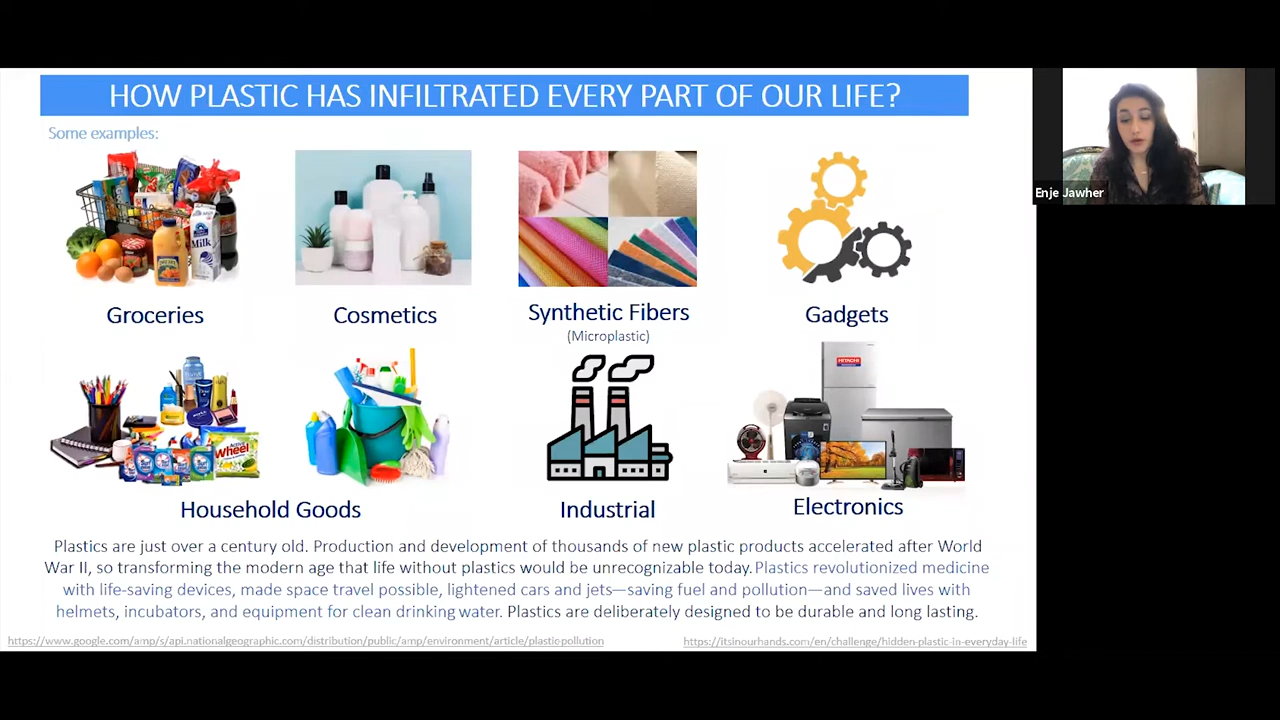 HOW PLASTIC HAS INFILTRATED EVERY PART OF OUR LIFE?
Some examples:
Enje Jawher
Milk
Groceries
Cosmetics
Synthetic Fibers
(Microplastic)
Gadgets
HITACHI
Wheel
Household Goods
Industrial
Electronics
Plastics are just over a century old. Production and development of thousands of new plastic products accelerated after World
War II, so transforming the modern age that life without plastics would be unrecognizable today. Plastics revolutionized medicine
with life-saving devices, made space travel possible, lightened cars and jets—saving fuel and pollution—and saved lives with
helmets, incubators, and equipment for clean drinking water. Plastics are deliberately designed to be durable and long lasting.
https://www.google.com/amp/s/api.nationalgeographic.com/distribution/public/amp/environment/article/plastic-pollution
https://itsinourhands.com/en/challenge/hidden-plastic-in-everyday-life